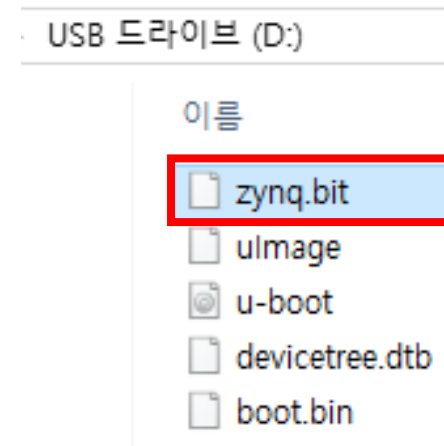 USB 드라이브 (D:)
이름
zynq.bit
uImage
u-boot
devicetree.dtb
boot.bin